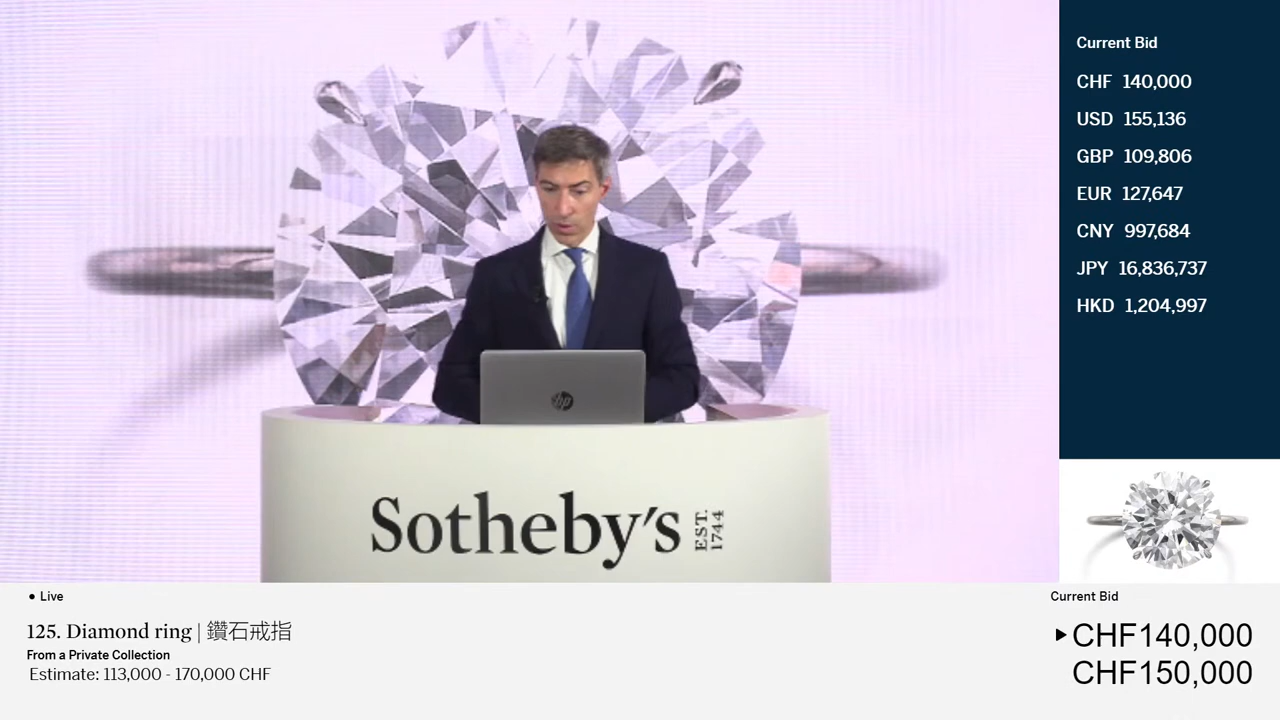 Current Bid
CHF 140,000
USD 155,136
GBP 109,806
EUR 127,647
CNY 997,684
JPY 16,836,737
HKD 1,204,997
hp
Sotheby's EST. 1744
• Live
125. Diamond ring | 鑽石戒指
From a Private Collection
Estimate: 113,000 - 170,000 CHF
Current Bid
CHF140,000
CHF150,000